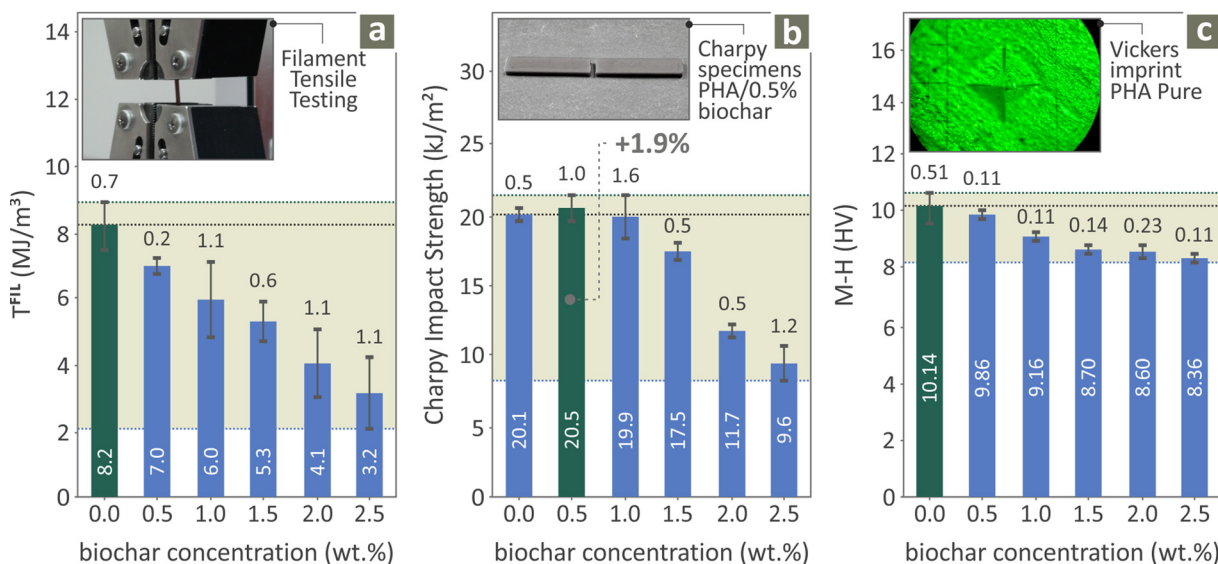 a
Filament
Tensile
Testing
14
12
10
8
6
4
2
0
T^FIL (MJ/m³)
0.7
0.2
1.1
0.6
1.1
1.1
8.2
7.0
6.0
5.3
4.1
3.2
0.0 0.5 1.0 1.5 2.0 2.5
biochar concentration (wt.%)
b
Charpy
specimens
PHA/0.5%
biochar
+1.9%
30
25
20
15
10
5
0
Charpy Impact Strength (kJ/m²)
0.5
1.0
1.6
0.5
0.5
1.2
20.1
20.5
19.9
17.5
11.7
9.6
0.0 0.5 1.0 1.5 2.0 2.5
biochar concentration (wt.%)
c
Vickers
imprint
PHA Pure
16
14
12
10
8
6
4
2
0
M-H (HV)
0.51
0.11
0.11
0.14
0.23
0.11
10.14
9.86
9.16
8.70
8.60
8.36
0.0 0.5 1.0 1.5 2.0 2.5
biochar concentration (wt.%)